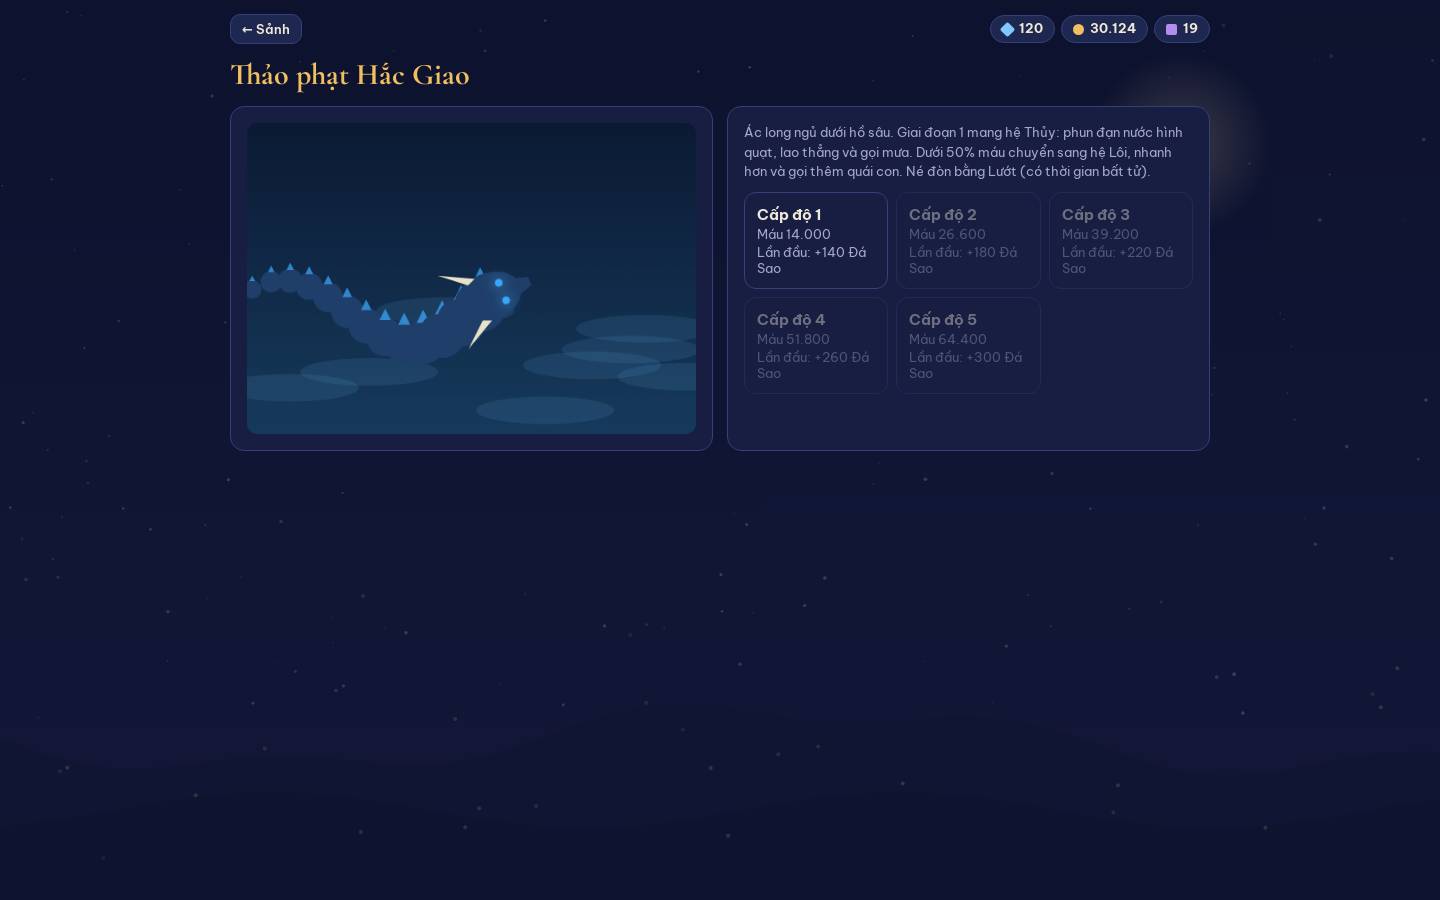 ← Sảnh
120
30.124
19
Thảo phạt Hắc Giao
Ác long ngủ dưới hồ sâu. Giai đoạn 1 mang hệ Thủy: phun đạn nước hình
quạt, lao thẳng và gọi mưa. Dưới 50% máu chuyển sang hệ Lôi, nhanh
hơn và gọi thêm quái con. Né đòn bằng Lướt (có thời gian bất tử).
Cấp độ 1
Máu 14.000
Lần đầu: +140 Đá
Sao
Cấp độ 2
Máu 26.600
Lần đầu: +180 Đá
Sao
Cấp độ 3
Máu 39.200
Lần đầu: +220 Đá
Sao
Cấp độ 4
Máu 51.800
Lần đầu: +260 Đá
Sao
Cấp độ 5
Máu 64.400
Lần đầu: +300 Đá
Sao